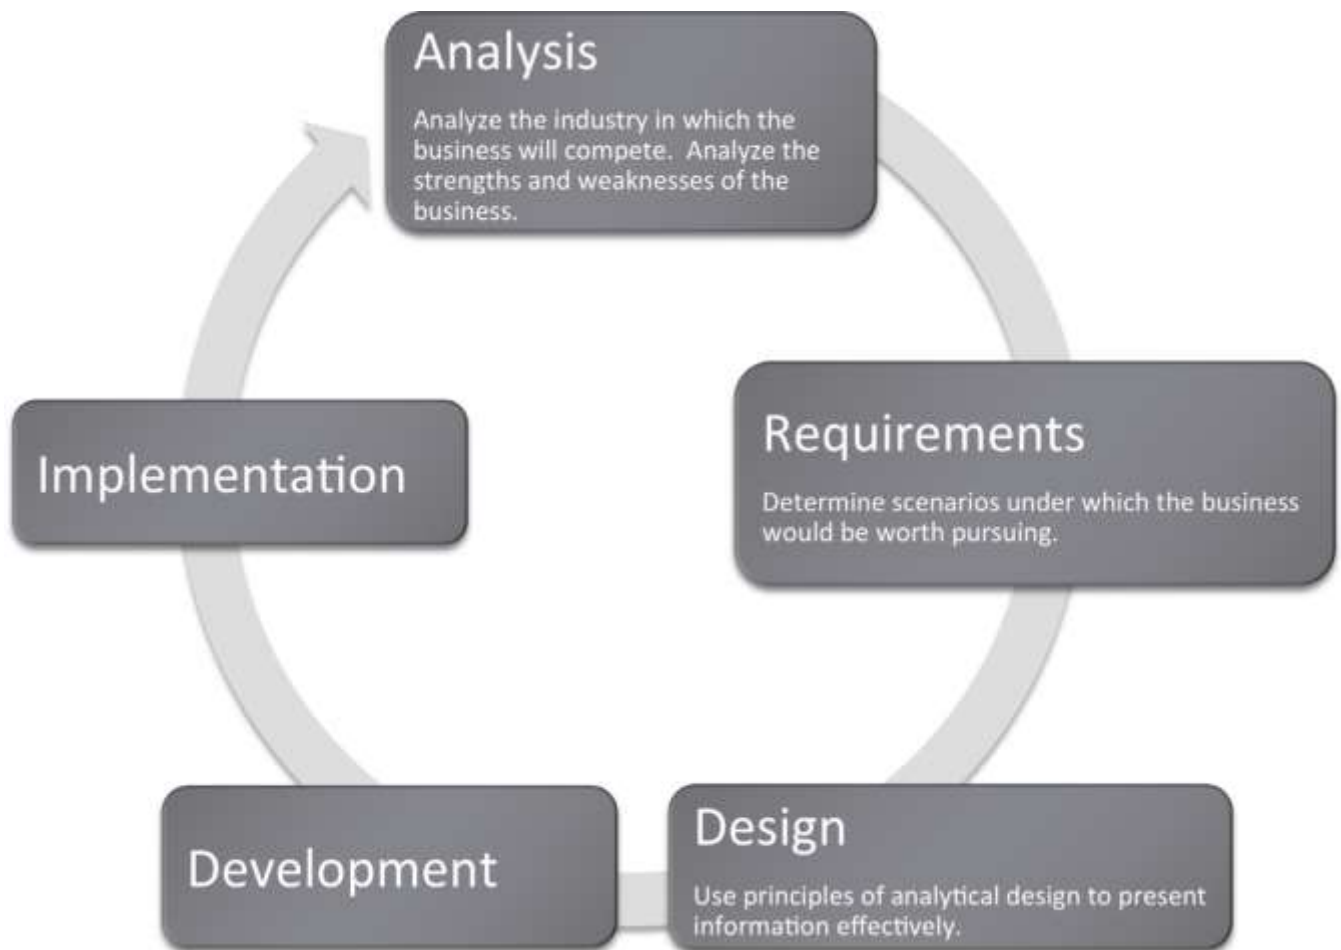 Analysis
Analyze the industry in which the
business will compete.  Analyze the
strengths and weaknesses of the
business.
Requirements
Determine scenarios under which the business
would be worth pursuing.
Design
Use principles of analytical design to present
information effectively.
Development
Implementation